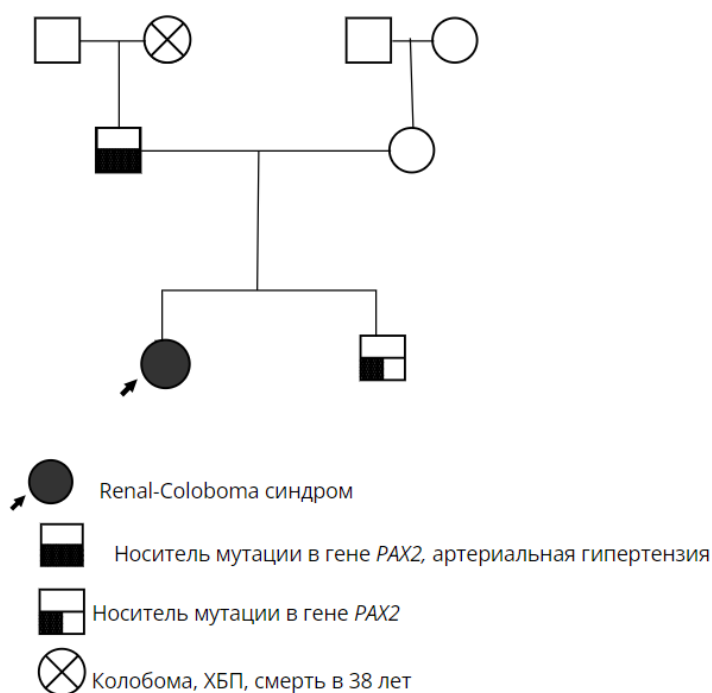 Renal-Coloboma синдром
Носитель мутации в гене PAX2, артериальная гипертензия
Носитель мутации в гене PAX2
Колобома, ХБП, смерть в 38 лет